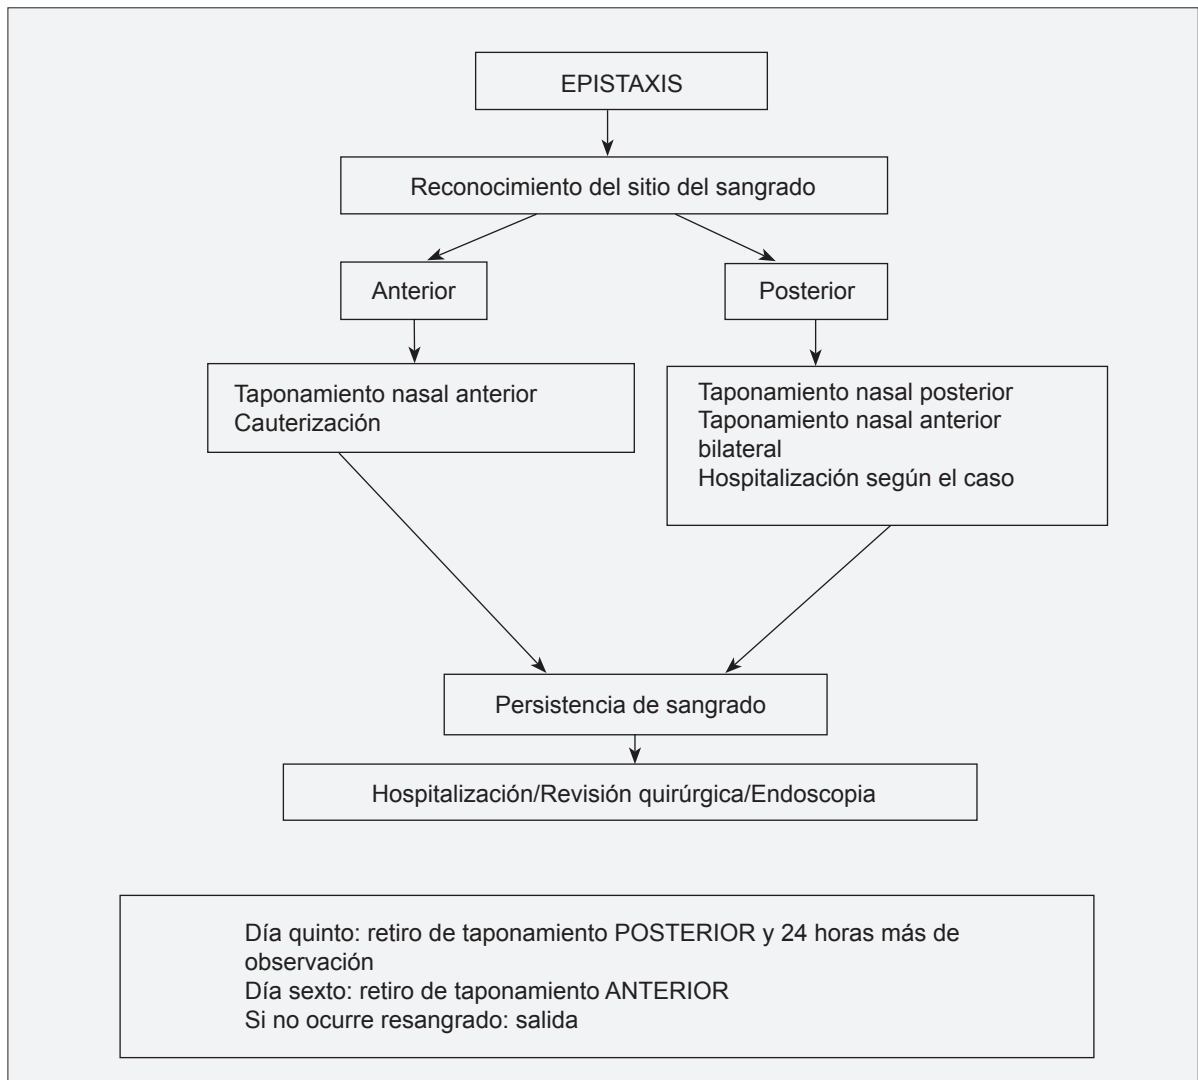 EPISTAXIS
Reconocimiento del sitio del sangrado
Anterior
Posterior
Taponamiento nasal anterior
Cauterización
Taponamiento nasal posterior
Taponamiento nasal anterior
bilateral
Hospitalización según el caso
Persistencia de sangrado
Hospitalización/Revisión quirúrgica/Endoscopia
Día quinto: retiro de taponamiento POSTERIOR y 24 horas más de
observación
Día sexto: retiro de taponamiento ANTERIOR
Si no ocurre resangrado: salida